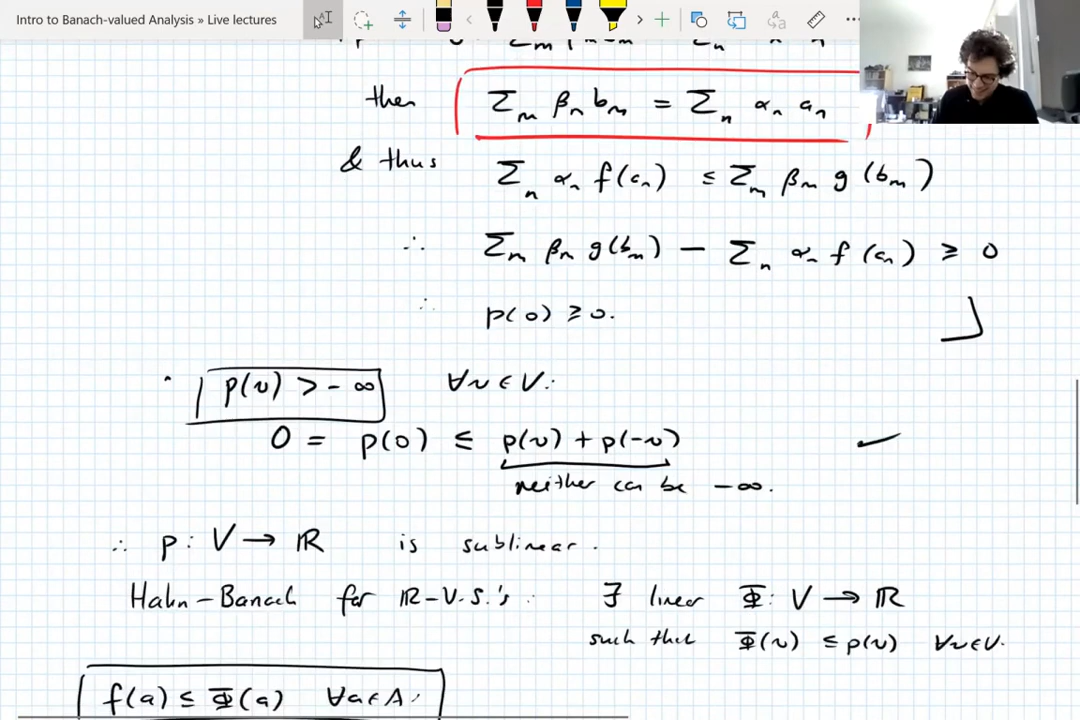 Intro to Banach-valued Analysis » Live lectures
then Σₘ βₙ bₘ = Σₙ αₙ aₙ
& thus Σₙ αₙ f(aₙ) ≤ Σₘ βₘ g(bₘ)
∴ Σₘ βₘ g(bₘ) − Σₙ αₙ f(aₙ) ≥ 0
∴ p(0) ≥ 0.
· p(v) > −∞ ∀v ∈ V:
0 = p(0) ≤ p(v) + p(−v) ✓
neither can be −∞.
∴ p: V → ℝ is sublinear.
Hahn-Banach for ℝ-V.S.'s: ∃ linear Φ: V → ℝ
such that Φ(v) ≤ p(v) ∀v∈V.
f(a) ≤ Φ(a) ∀a∈A: